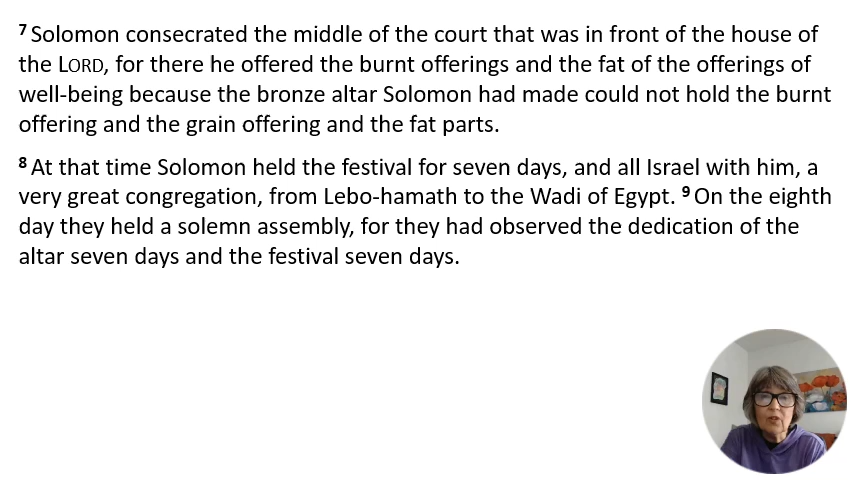 7 Solomon consecrated the middle of the court that was in front of the house of
the LORD, for there he offered the burnt offerings and the fat of the offerings of
well-being because the bronze altar Solomon had made could not hold the burnt
offering and the grain offering and the fat parts.
8 At that time Solomon held the festival for seven days, and all Israel with him, a
very great congregation, from Lebo-hamath to the Wadi of Egypt. 9 On the eighth
day they held a solemn assembly, for they had observed the dedication of the
altar seven days and the festival seven days.